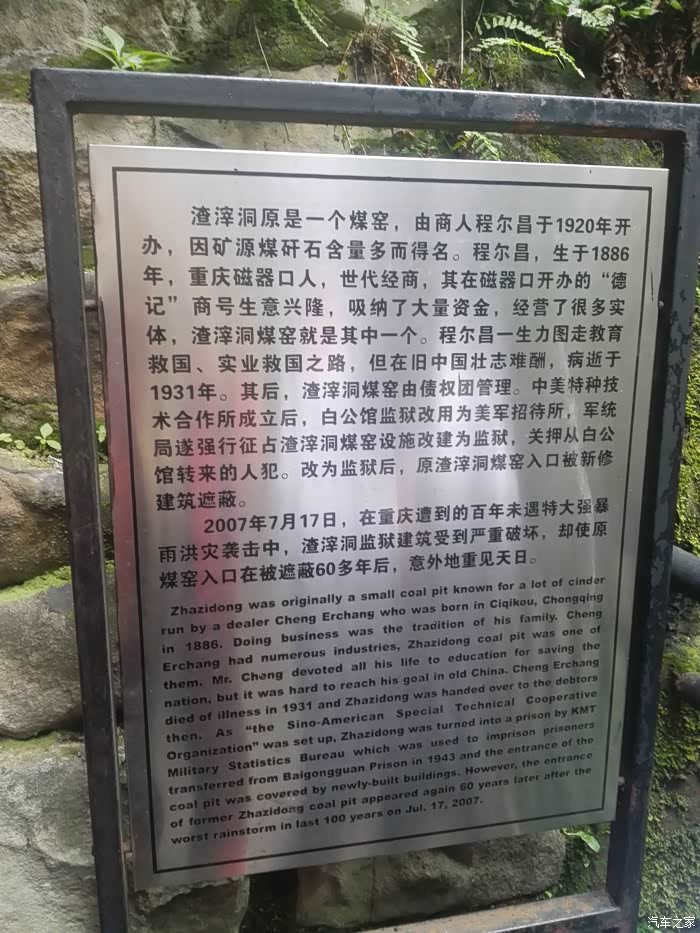 渣滓洞原是一个煤窑，由商人程尔昌于1920年开
办，因矿源煤矸石含量多而得名。程尔昌，生于1886
年，重庆磁器口人，世代经商，其在磁器口开办的“德
记”商号生意兴隆，吸纳了大量资金，经营了很多实
体，渣滓洞煤窑就是其中一个。程尔昌一生力图走教育
救国、实业救国之路，但在旧中国壮志难酬，病逝于
1931年。其后，渣滓洞煤窑由债权团管理。中美特种技
术合作所成立后，白公馆监狱改用为美军招待所，军统
局遂强行征占渣滓洞煤窑设施改建为监狱，关押从白公
馆转来的人犯。改为监狱后，原渣滓洞煤窑入口被新修
建筑遮蔽。
2007年7月17日，在重庆遭到的百年未遇特大强暴
雨洪灾袭击中，渣滓洞监狱建筑受到严重破坏，却使原
煤窑入口在被遮蔽60多年后，意外地重见天日。
Zhazidong was originally a small coal pit known for a lot of cinder
run by a dealer Cheng Erchang who was born in Ciqikou, Chongqing
in 1886. Doing business was the tradition of his family. Cheng
Erchang had numerous industries, Zhazidong coal pit was one of
them. Mr. Cheng devoted all his life to education for saving the
nation, but it was hard to reach his goal in old China. Cheng Erchang
died of illness in 1931 and Zhazidong was handed over to the debtors
then. As “the Sino-American Special Technical Cooperative
Organization” was set up, Zhazidong was turned into a prison by KMT
Military Statistics Bureau which was used to imprison prisoners
transferred from Baigongguan Prison in 1943 and the entrance of the
coal pit was covered by newly-built buildings. However, the entrance
of former Zhazidong coal pit appeared again 60 years later after the
worst rainstorm in last 100 years on Jul. 17, 2007.
汽车之家